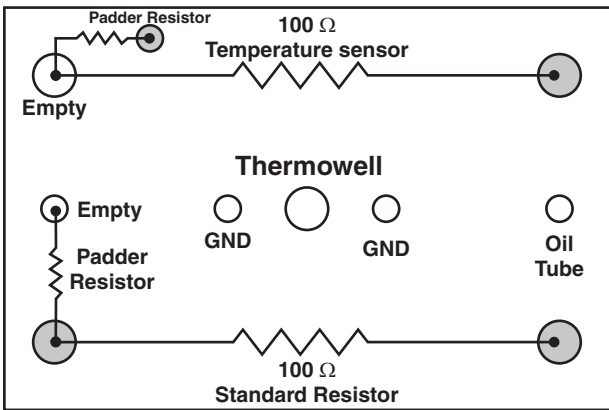 Padder Resistor
100 Ω
Temperature sensor
Empty
Thermowell
Empty
GND
GND
Oil
Tube
Padder
Resistor
100 Ω
Standard Resistor